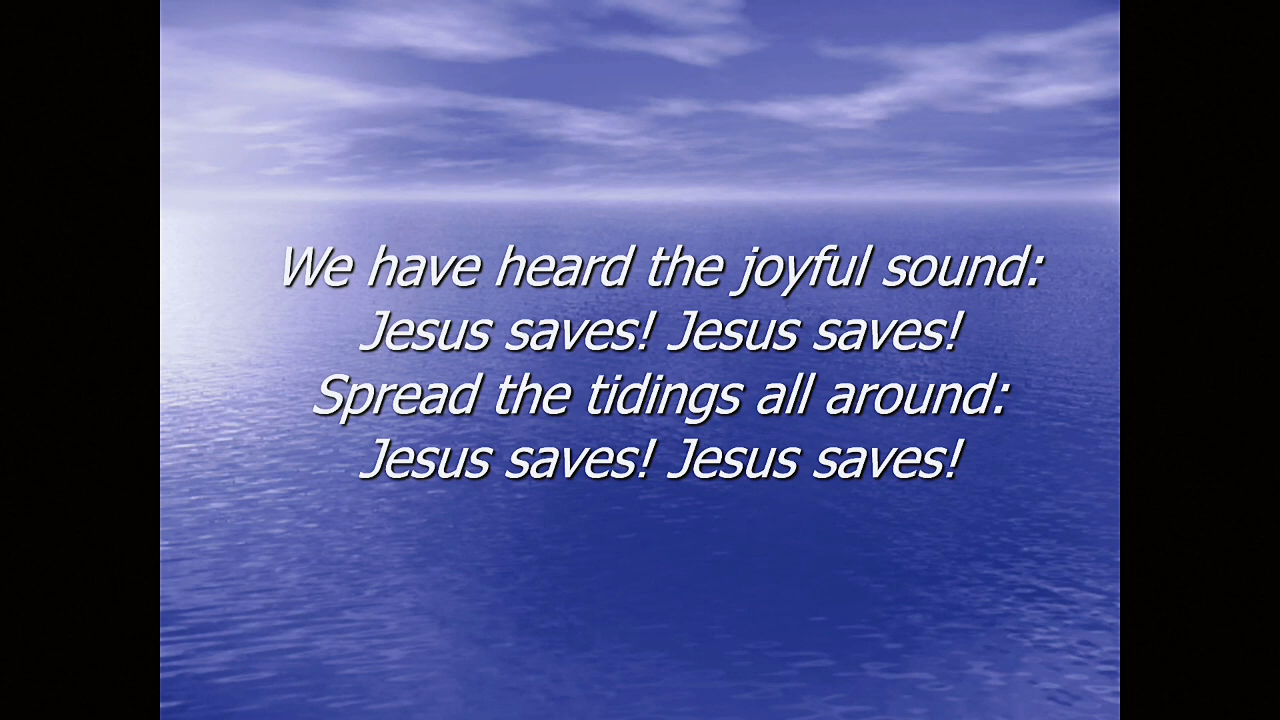 We have heard the joyful sound:
Jesus saves! Jesus saves!
Spread the tidings all around:
Jesus saves! Jesus saves!